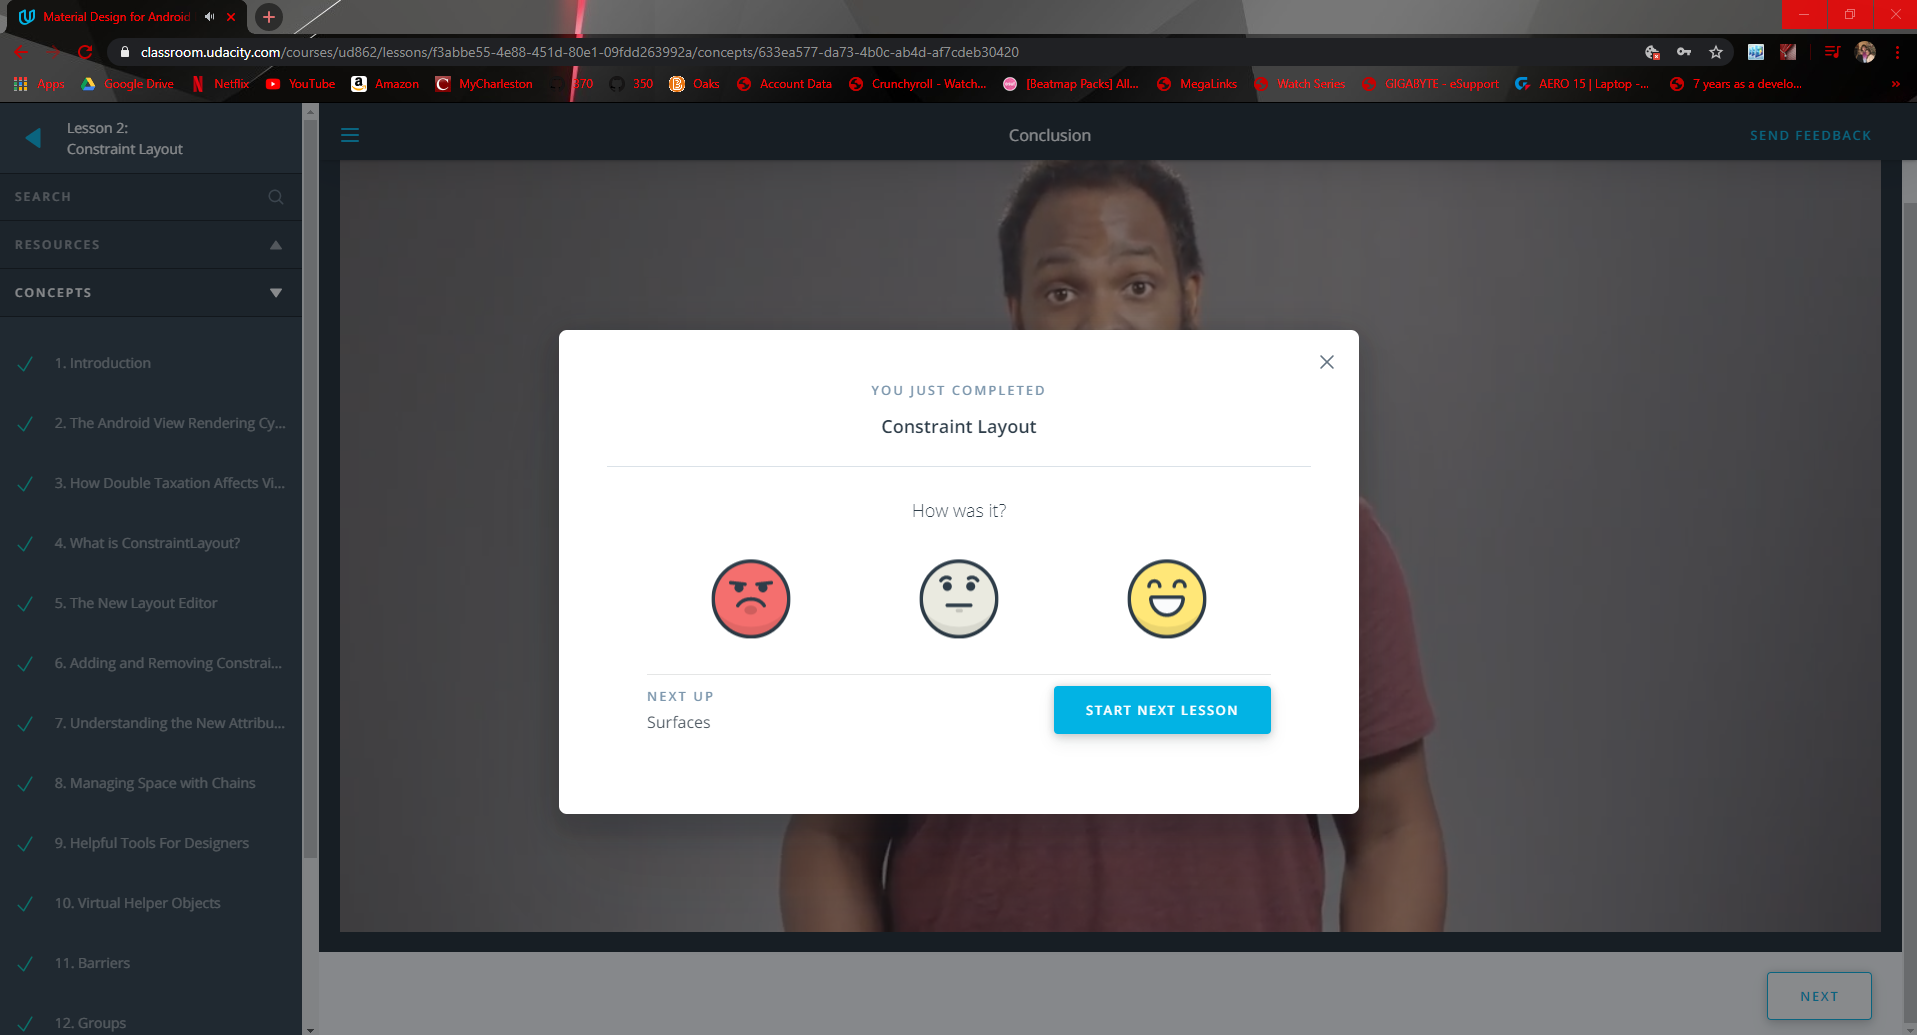 Material Design for Android
classroom.udacity.com/courses/ud862/lessons/f3abbe55-4e88-451d-80e1-09fdd263992a/concepts/633ea577-da73-4b0c-ab4d-af7cdeb30420
Apps Google Drive Netflix YouTube Amazon MyCharleston 370 350 Oaks Account Data Crunchyroll - Watch... [Beatmap Packs] All... MegaLinks Watch Series GIGABYTE - eSupport AERO 15 | Laptop -... 7 years as a develo... »
Lesson 2:
Constraint Layout
Conclusion
SEND FEEDBACK
SEARCH
RESOURCES
CONCEPTS
1. Introduction
2. The Android View Rendering Cy...
3. How Double Taxation Affects Vi...
4. What is ConstraintLayout?
5. The New Layout Editor
6. Adding and Removing Constrai...
7. Understanding the New Attribu...
8. Managing Space with Chains
9. Helpful Tools For Designers
10. Virtual Helper Objects
11. Barriers
12. Groups
YOU JUST COMPLETED
Constraint Layout
How was it?
NEXT UP
Surfaces
START NEXT LESSON
NEXT